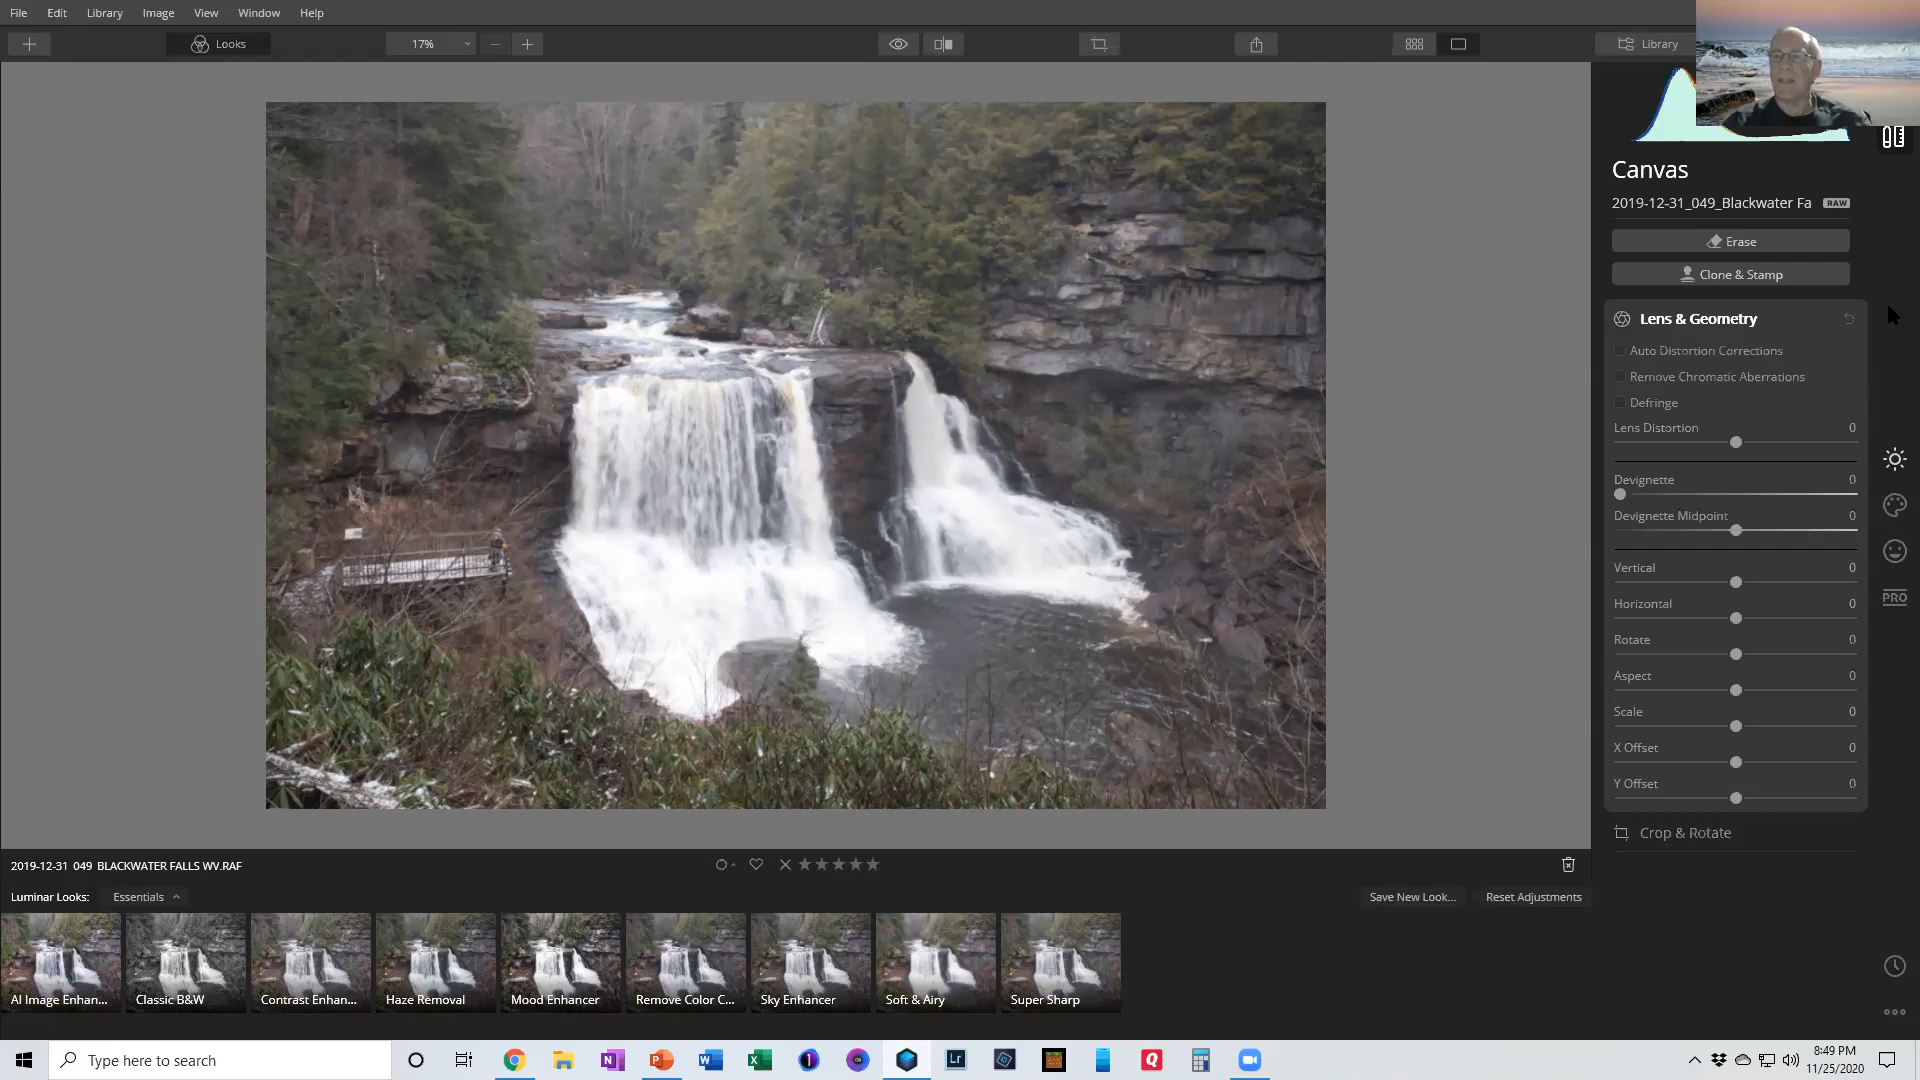 File Edit Library Image View Window Help
Looks 17% Library
Canvas
2019-12-31_049_Blackwater Fa RAW
Erase
Clone & Stamp
Lens & Geometry
Auto Distortion Corrections
Remove Chromatic Aberrations
Defringe
Lens Distortion 0
Devignette 0
Devignette Midpoint 0
Vertical 0
PRO
Horizontal 0
Rotate 0
Aspect 0
Scale 0
X Offset 0
Y Offset 0
Crop & Rotate
2019-12-31 049 BLACKWATER FALLS WV.RAF
Luminar Looks: Essentials Save New Look... Reset Adjustments
AI Image Enhan... Classic B&W Contrast Enhan... Haze Removal Mood Enhancer Remove Color C... Sky Enhancer Soft & Airy Super Sharp
Type here to search
Lr
8:49 PM
11/25/2020